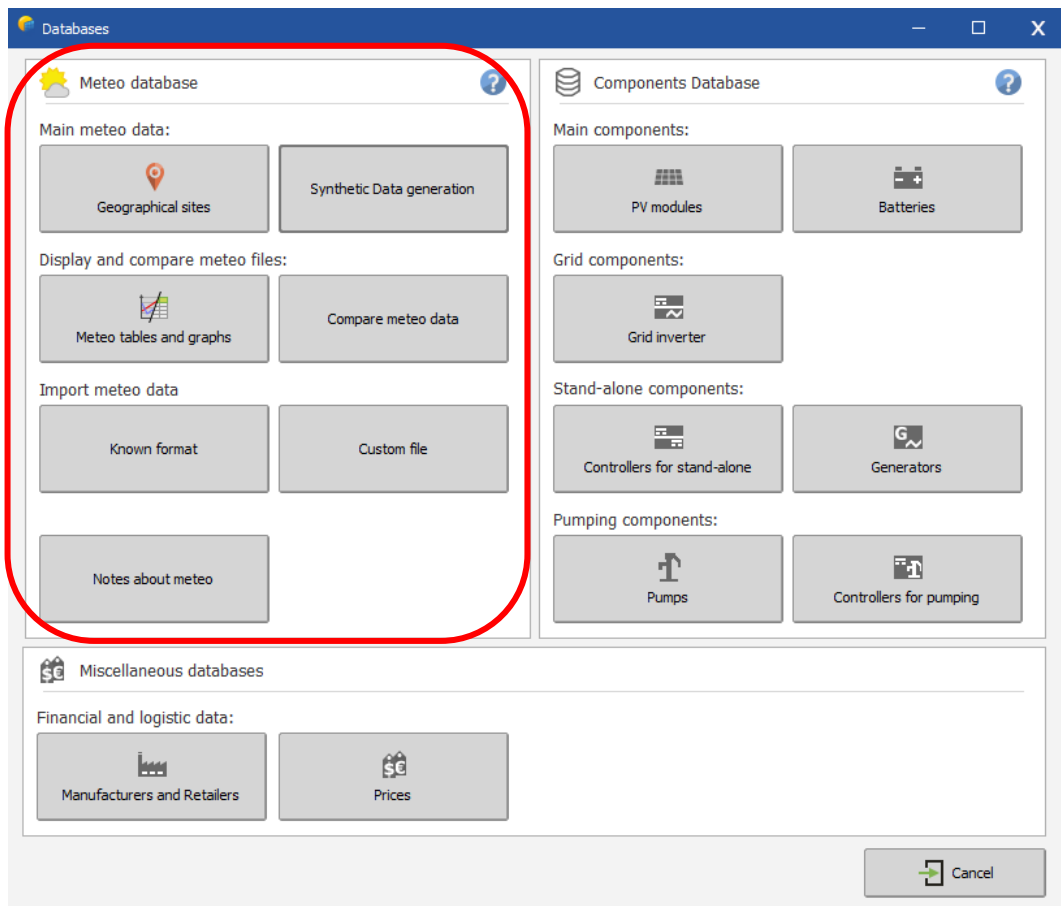 Databases
Meteo database
?
Main meteo data:
Geographical sites
Synthetic Data generation
Display and compare meteo files:
Meteo tables and graphs
Compare meteo data
Import meteo data
Known format
Custom file
Notes about meteo
Components Database
?
Main components:
PV modules
Batteries
Grid components:
Grid inverter
Stand-alone components:
Controllers for stand-alone
G
Generators
Pumping components:
Pumps
Controllers for pumping
Miscellaneous databases
Financial and logistic data:
Manufacturers and Retailers
$€
Prices
Cancel